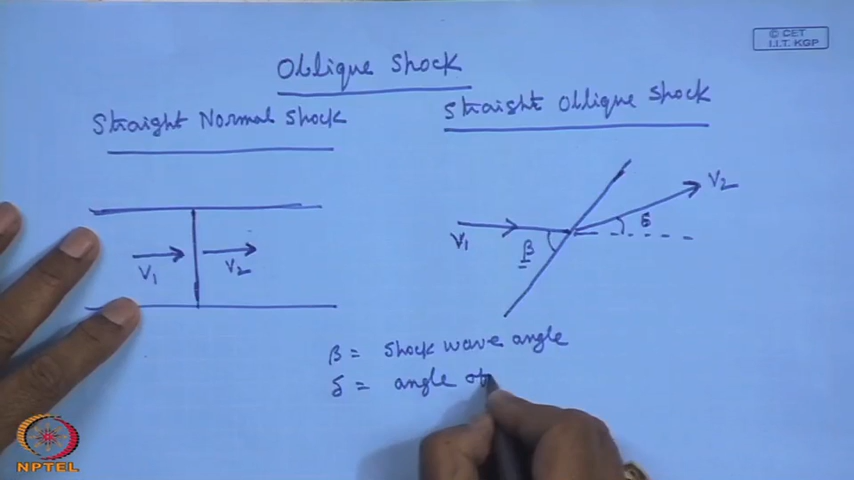 © CET
I.I.T. KGP
Oblique Shock
Straight Normal Shock
Straight Oblique Shock
V1
V2
V1
β
V2
δ
β = Shock wave angle
δ = angle of
NPTEL